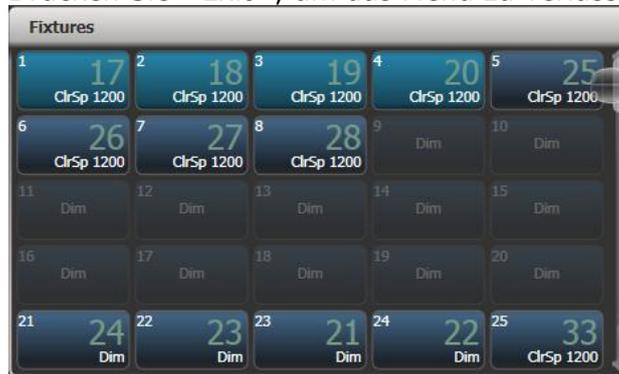 Fixtures
1 17 2 18 3 19 4 20 5 25
ClrSp 1200 ClrSp 1200 ClrSp 1200 ClrSp 1200 ClrSp 1200
6 26 7 27 8 28 9 10
ClrSp 1200 ClrSp 1200 ClrSp 1200 Dim Dim
11 12 13 14 15
Dim Dim Dim Dim Dim
16 17 18 19 20
Dim Dim Dim Dim Dim
21 24 22 23 23 21 24 22 25 33
Dim Dim Dim Dim ClrSp 1200